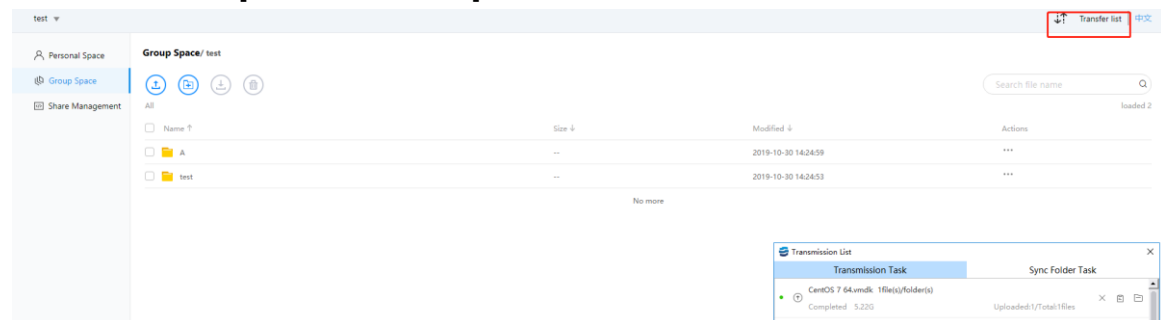 test
Transfer list 中文
Personal Space
Group Space
Share Management
Group Space/ test
Search file name
All
loaded 2
Name ↑ Size ↓ Modified ↓ Actions
A -- 2019-10-30 14:24:59 ***
test -- 2019-10-30 14:24:53 ***
No more
Transmission List
Transmission Task Sync Folder Task
CentOS 7 64.vmdk 1file(s)/folder(s)
Completed 5.22G Uploaded:1/Total:1files